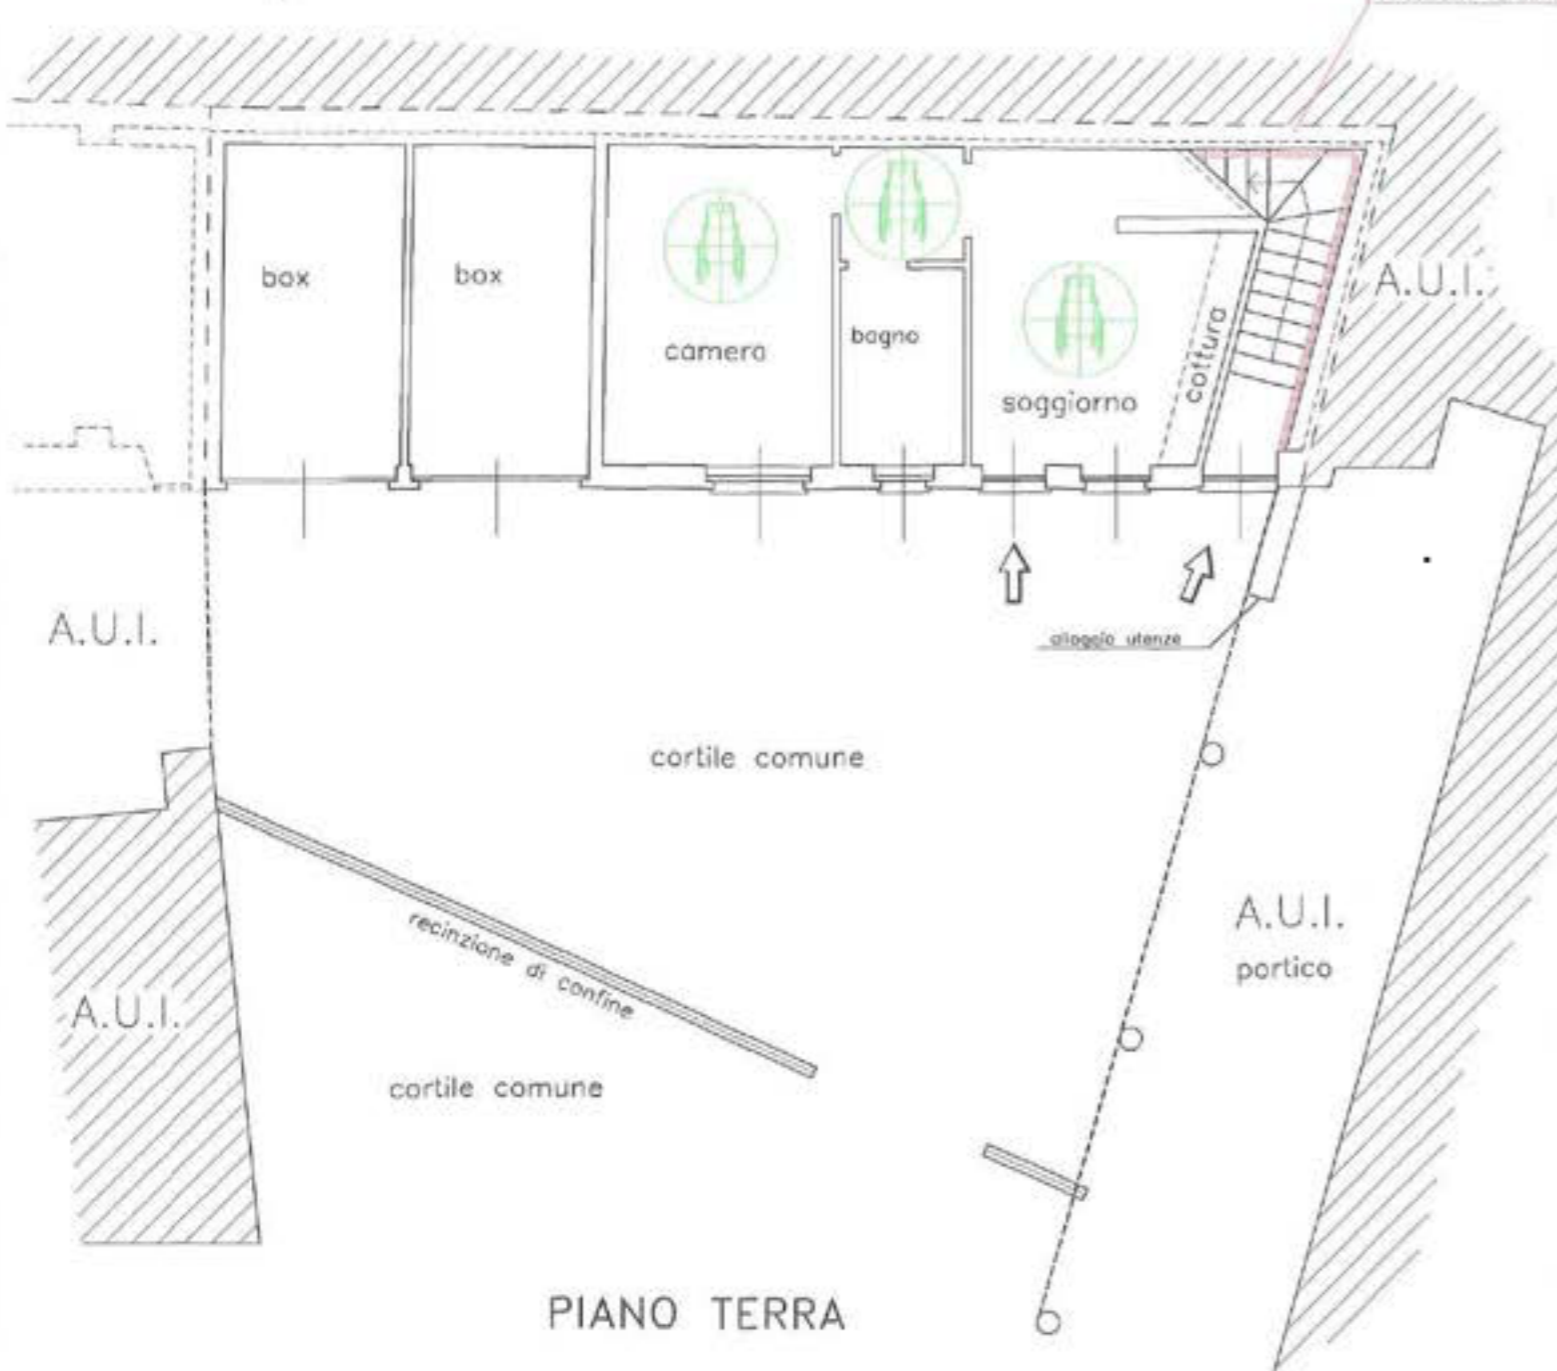 box
box
camera
bagno
soggiorno
cottura
A.U.I.
A.U.I.
alloggio utenze
cortile comune
recinzione di confine
A.U.I.
portico
A.U.I.
cortile comune
PIANO TERRA